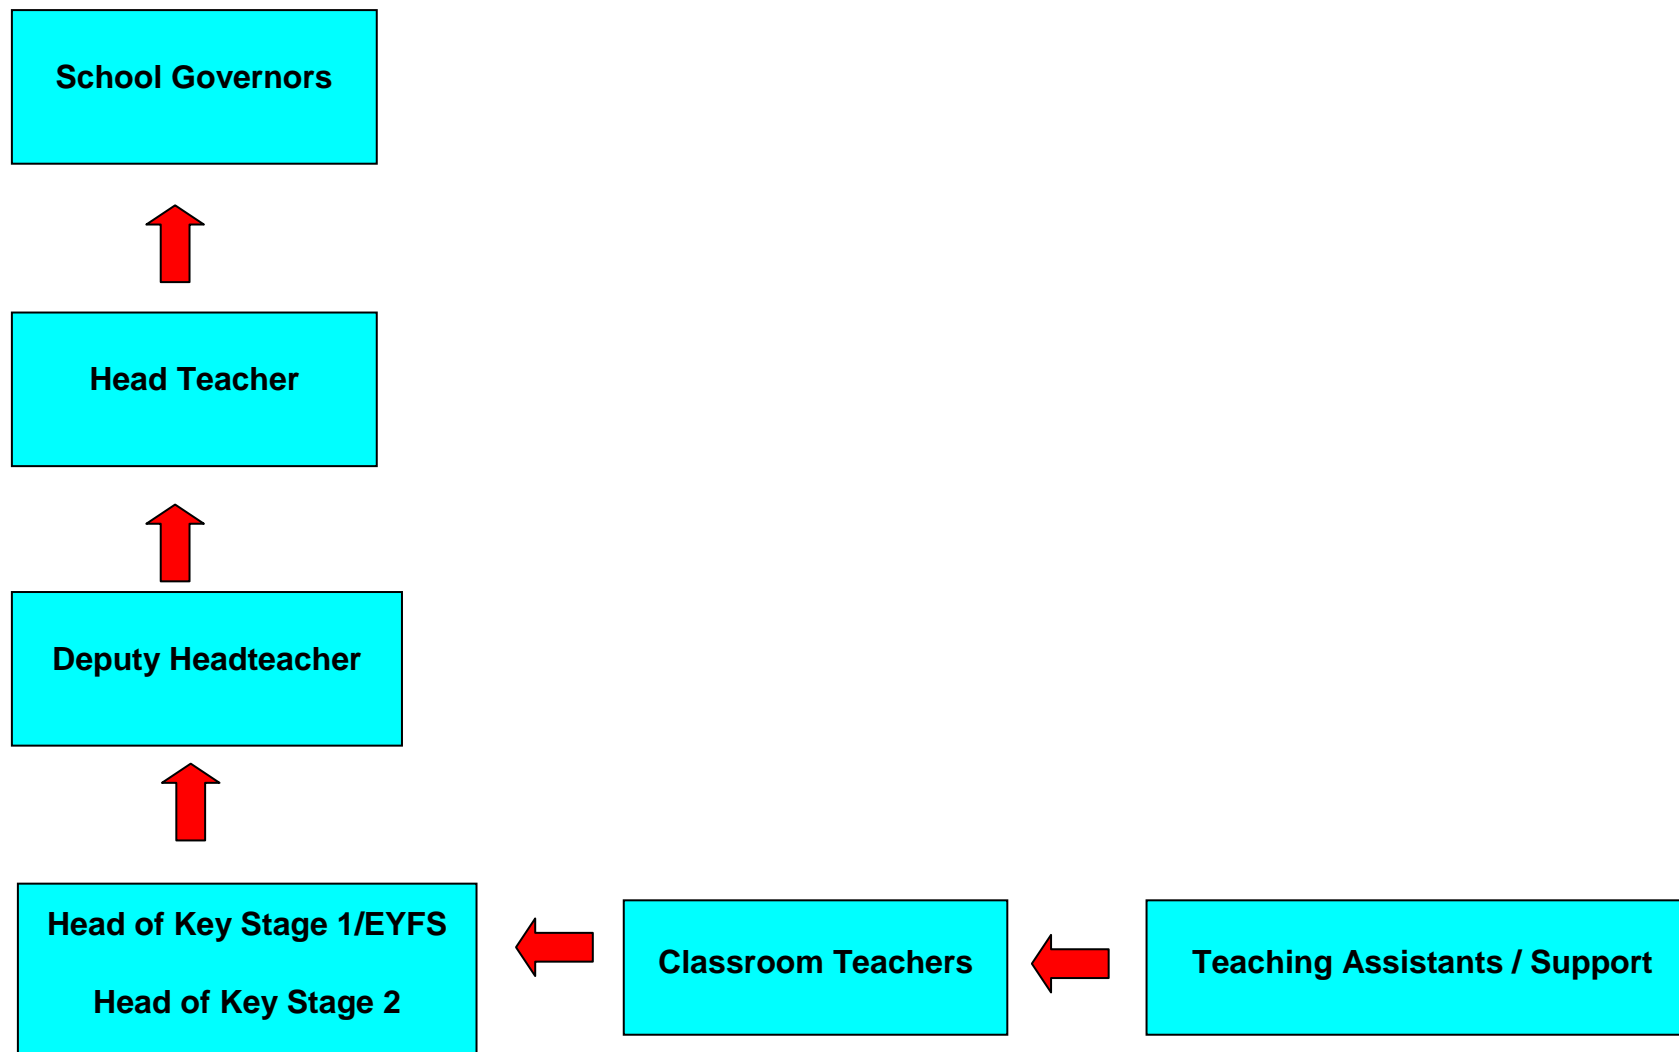 School Governors
Head Teacher
Deputy Headteacher
Head of Key Stage 1/EYFS
Head of Key Stage 2
Classroom Teachers
Teaching Assistants / Support